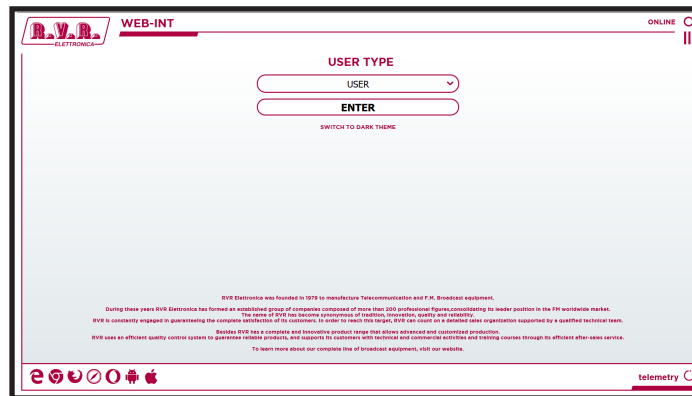 R.V.R.
ELETTRONICA
WEB-INT
ONLINE
USER TYPE
USER
ENTER
SWITCH TO DARK THEME
RVR Elettronica was founded in 1979 to manufacture Telecommunication and F.M. Broadcast equipment.
During these years RVR Elettronica has formed an established group of companies composed of more than 200 professional figures,consolidating its leader position in the FM worldwide market.
The name of RVR has become synonymous of tradition, innovation, quality and reliability.
RVR is constantly engaged in guaranteeing the complete satisfaction of its customers. In order to reach this target, RVR can count on a detailed sales organization supported by a qualified technical team.
Besides RVR has a complete and innovative product range that allows advanced and customized production.
RVR uses an efficient quality control system to guarantee reliable products, and supports its customers with technical and commercial activities and training courses through its efficient after-sales service.
To learn more about our complete line of broadcast equipment, visit our website.
telemetry